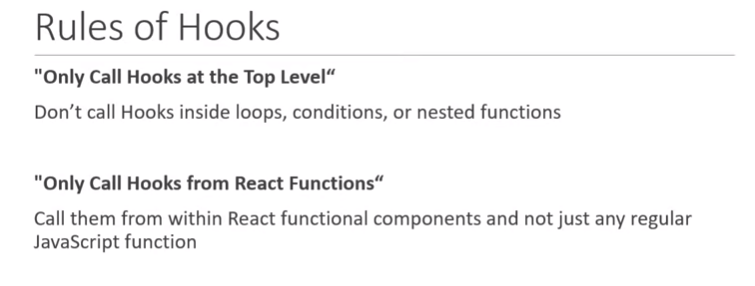 Rules of Hooks
"Only Call Hooks at the Top Level“
Don’t call Hooks inside loops, conditions, or nested functions
"Only Call Hooks from React Functions“
Call them from within React functional components and not just any regular
JavaScript function